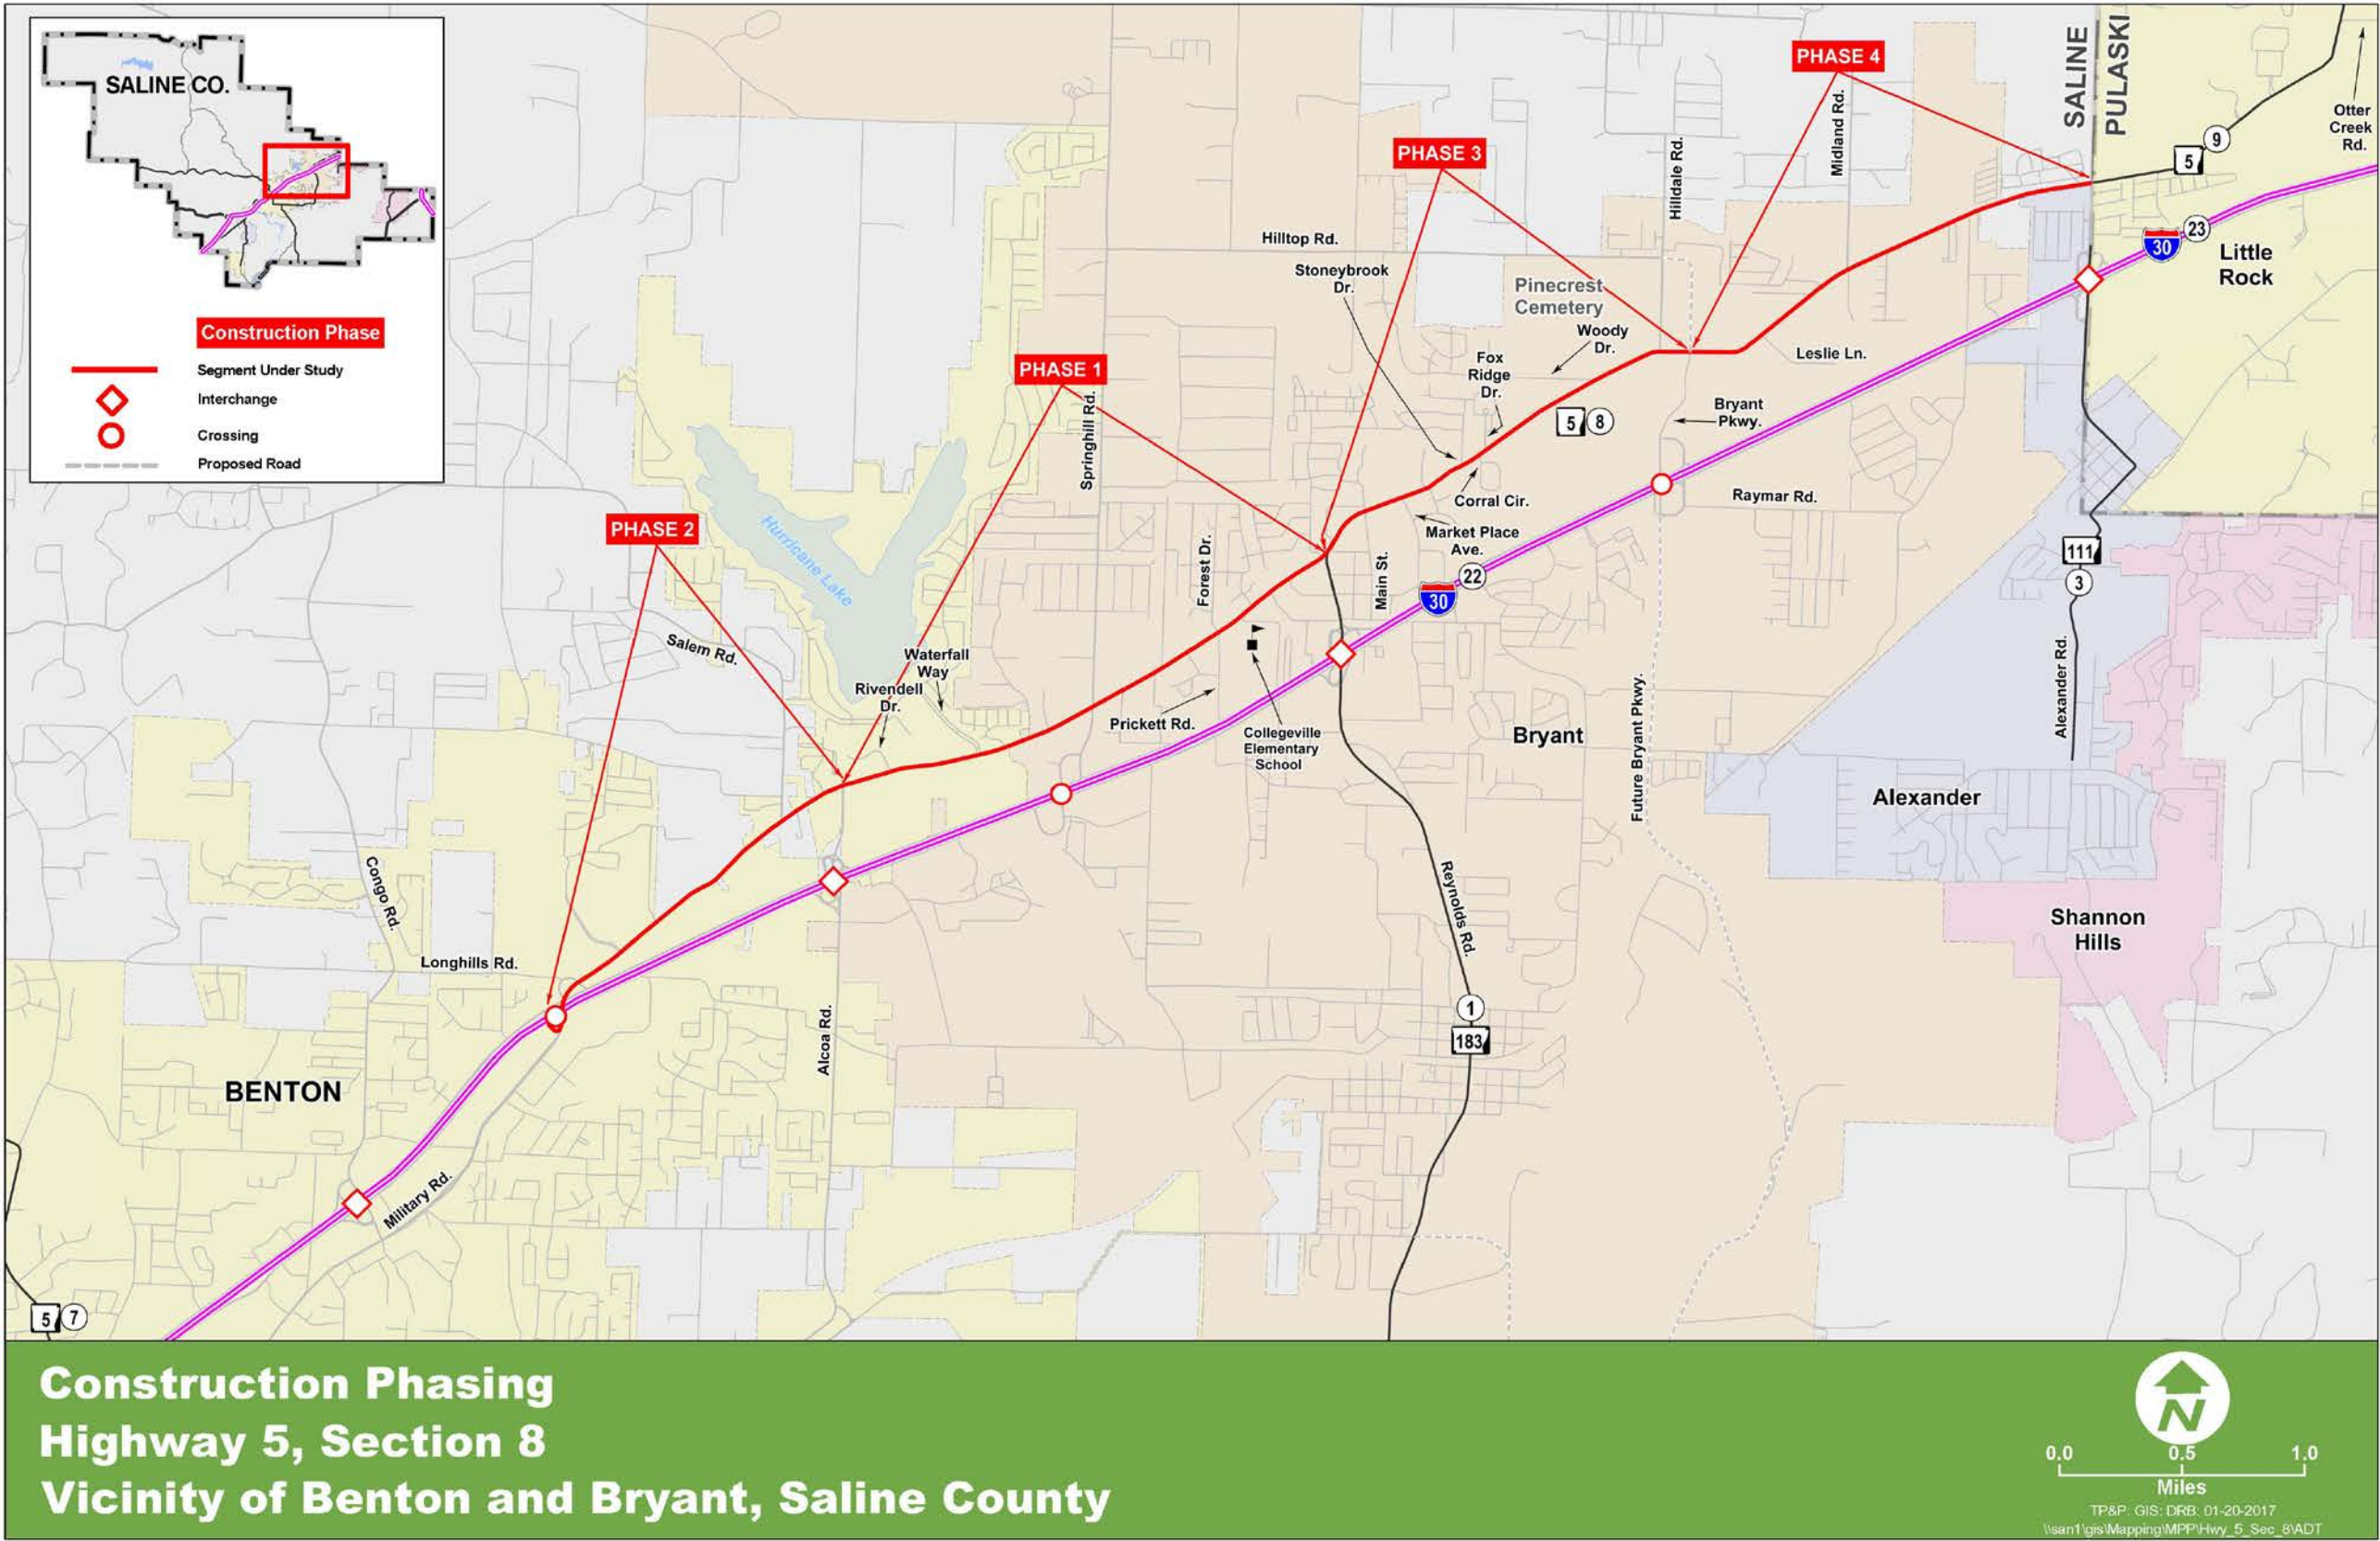 SALINE CO.
Construction Phase
Segment Under Study
Interchange
Crossing
Proposed Road
PHASE 4
SALINE
PULASKI
Otter
Creek
Rd.
9
5
PHASE 3
Midland Rd.
Hilldale Rd.
23
30
Little
Rock
Hilltop Rd.
Stoneybrook
Dr.
Pinecrest
Cemetery
Woody
Dr.
Leslie Ln.
Fox
Ridge
Dr.
PHASE 1
Springhill Rd.
5
8
Bryant
Pkwy.
Corral Cir.
Raymar Rd.
PHASE 2
Hurricane Lake
Market Place
Ave.
Forest Dr.
Main St.
22
30
111
3
Salem Rd.
Waterfall
Way
Rivendell
Dr.
Prickett Rd.
Collegeville
Elementary
School
Bryant
Future Bryant Pkwy.
Alexander Rd.
Alexander
Congo Rd.
Longhills Rd.
Reynolds Rd.
Shannon
Hills
1
183
Alcoa Rd.
BENTON
Military Rd.
5
7
Construction Phasing
Highway 5, Section 8
Vicinity of Benton and Bryant, Saline County
N
0.0
0.5
1.0
Miles
TP&P: GIS: DRB: 01-20-2017
\\san1\gis\Mapping\MPP\Hwy_5_Sec_8\ADT